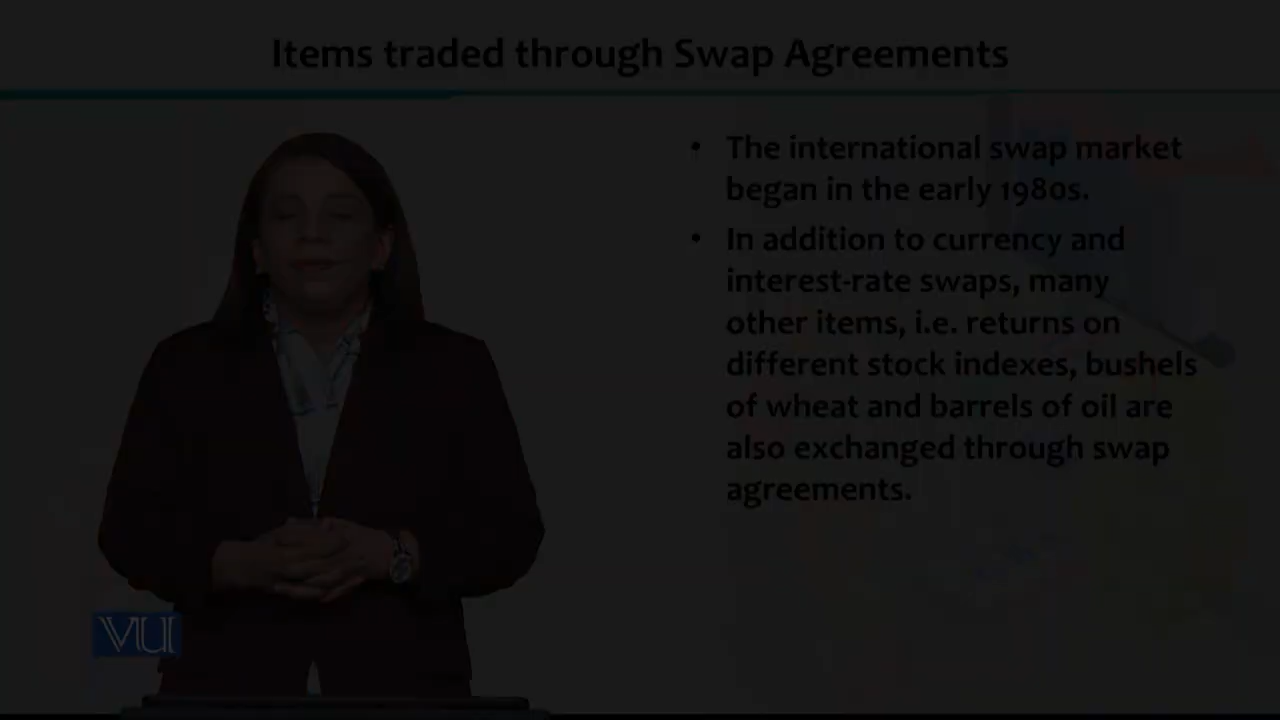 Items traded through Swap Agreements
• The international swap market
began in the early 1980s.
• In addition to currency and
interest-rate swaps, many
other items, i.e. returns on
different stock indexes, bushels
of wheat and barrels of oil are
also exchanged through swap
agreements.
VU